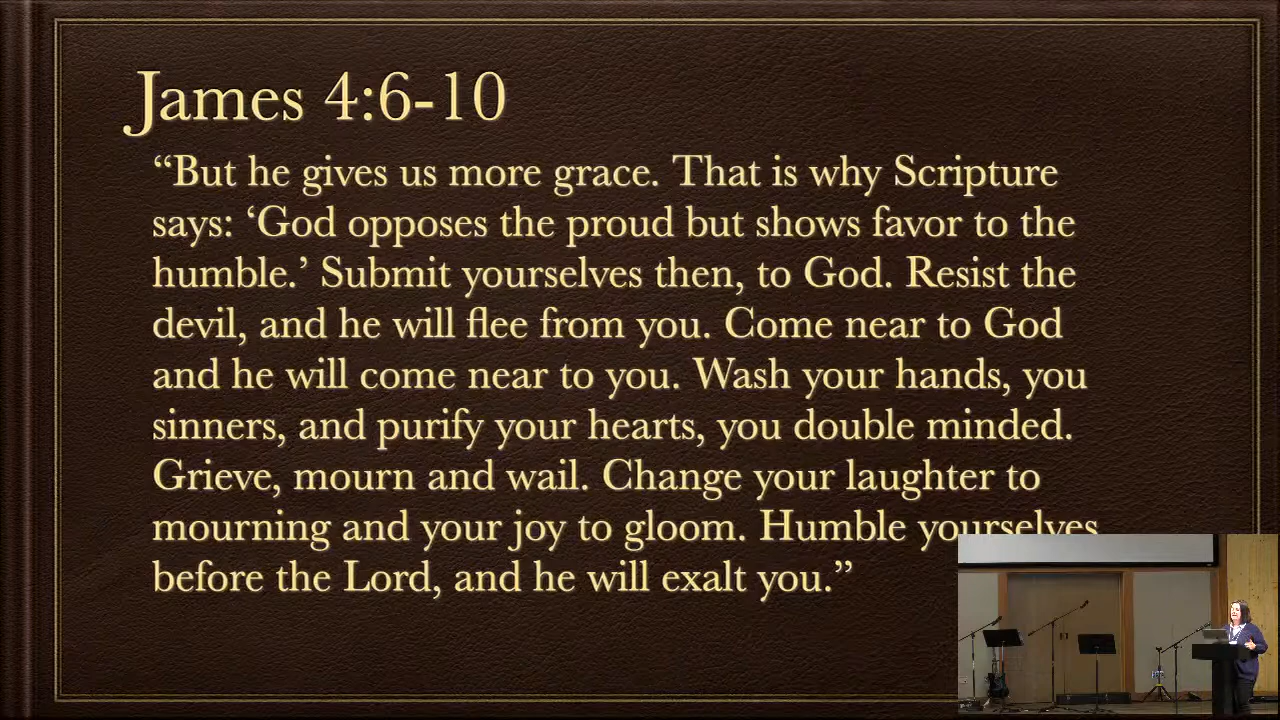 James 4:6-10
“But he gives us more grace. That is why Scripture
says: ‘God opposes the proud but shows favor to the
humble.’ Submit yourselves then, to God. Resist the
devil, and he will flee from you. Come near to God
and he will come near to you. Wash your hands, you
sinners, and purify your hearts, you double minded.
Grieve, mourn and wail. Change your laughter to
mourning and your joy to gloom. Humble yourselves
before the Lord, and he will exalt you.”